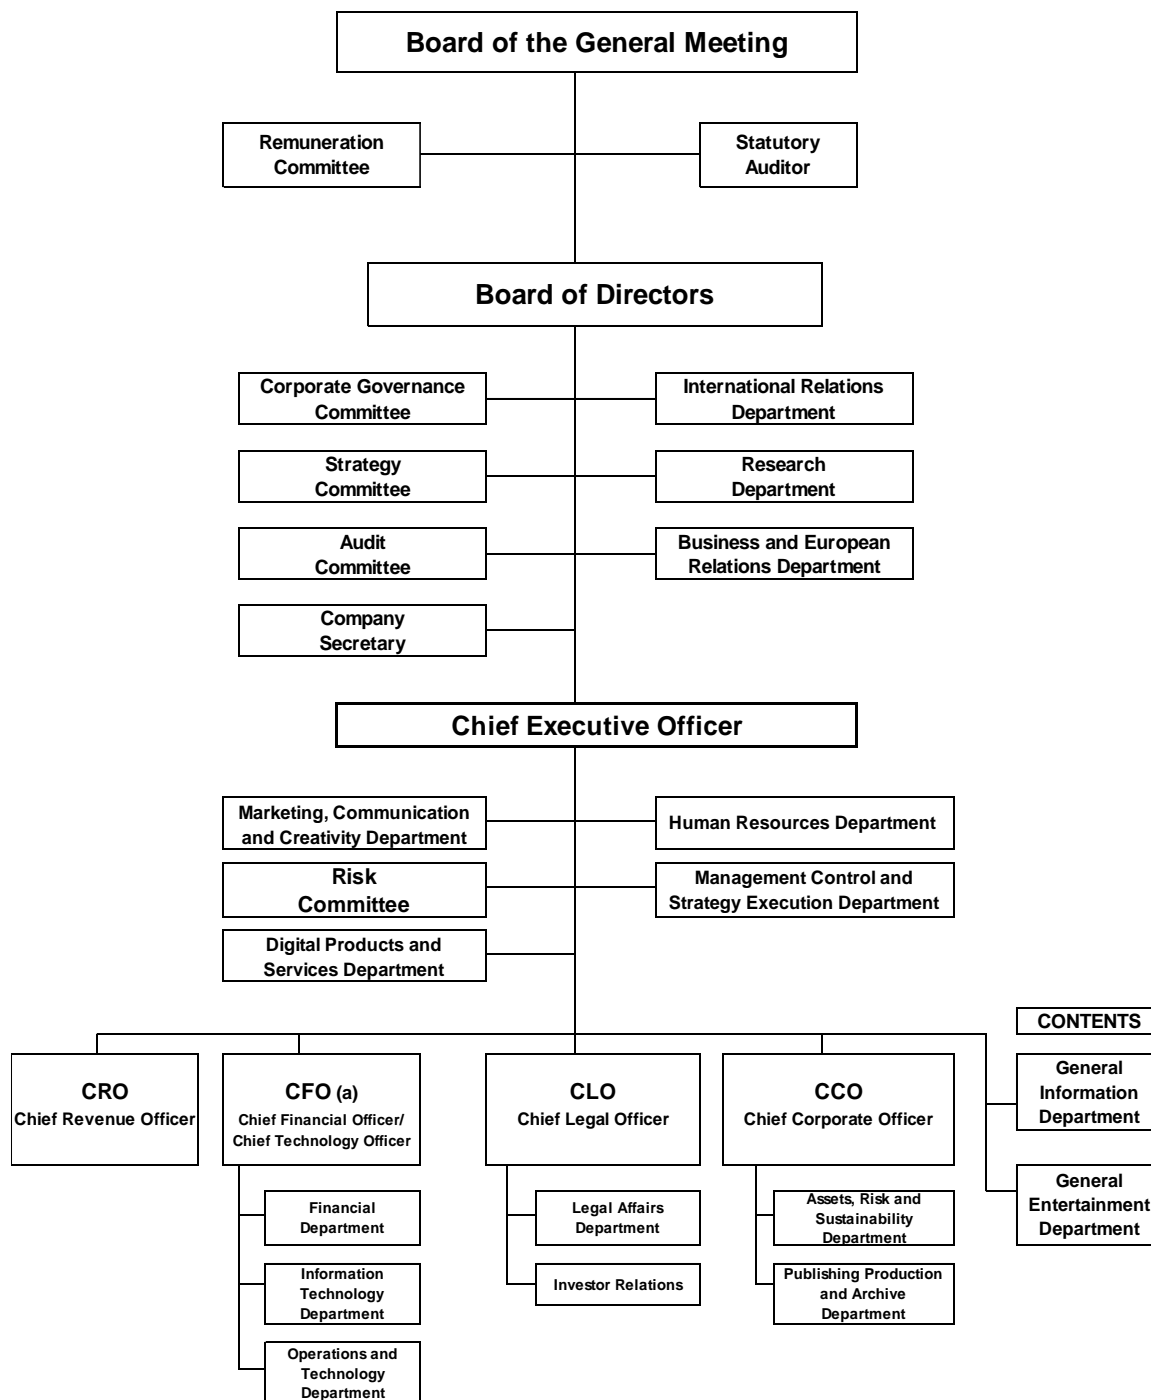 Board of the General Meeting
Remuneration
Committee
Statutory
Auditor
Board of Directors
Corporate Governance
Committee
International Relations
Department
Strategy
Committee
Research
Department
Audit
Committee
Business and European
Relations Department
Company
Secretary
Chief Executive Officer
Marketing, Communication
and Creativity Department
Human Resources Department
Risk
Committee
Management Control and
Strategy Execution Department
Digital Products and
Services Department
CONTENTS
CRO
Chief Revenue Officer
CFO (a)
Chief Financial Officer/
Chief Technology Officer
CLO
Chief Legal Officer
CCO
Chief Corporate Officer
General
Information
Department
General
Entertainment
Department
Financial
Department
Legal Affairs
Department
Assets, Risk and
Sustainability
Department
Information
Technology
Department
Investor Relations
Publishing Production
and Archive
Department
Operations and
Technology
Department